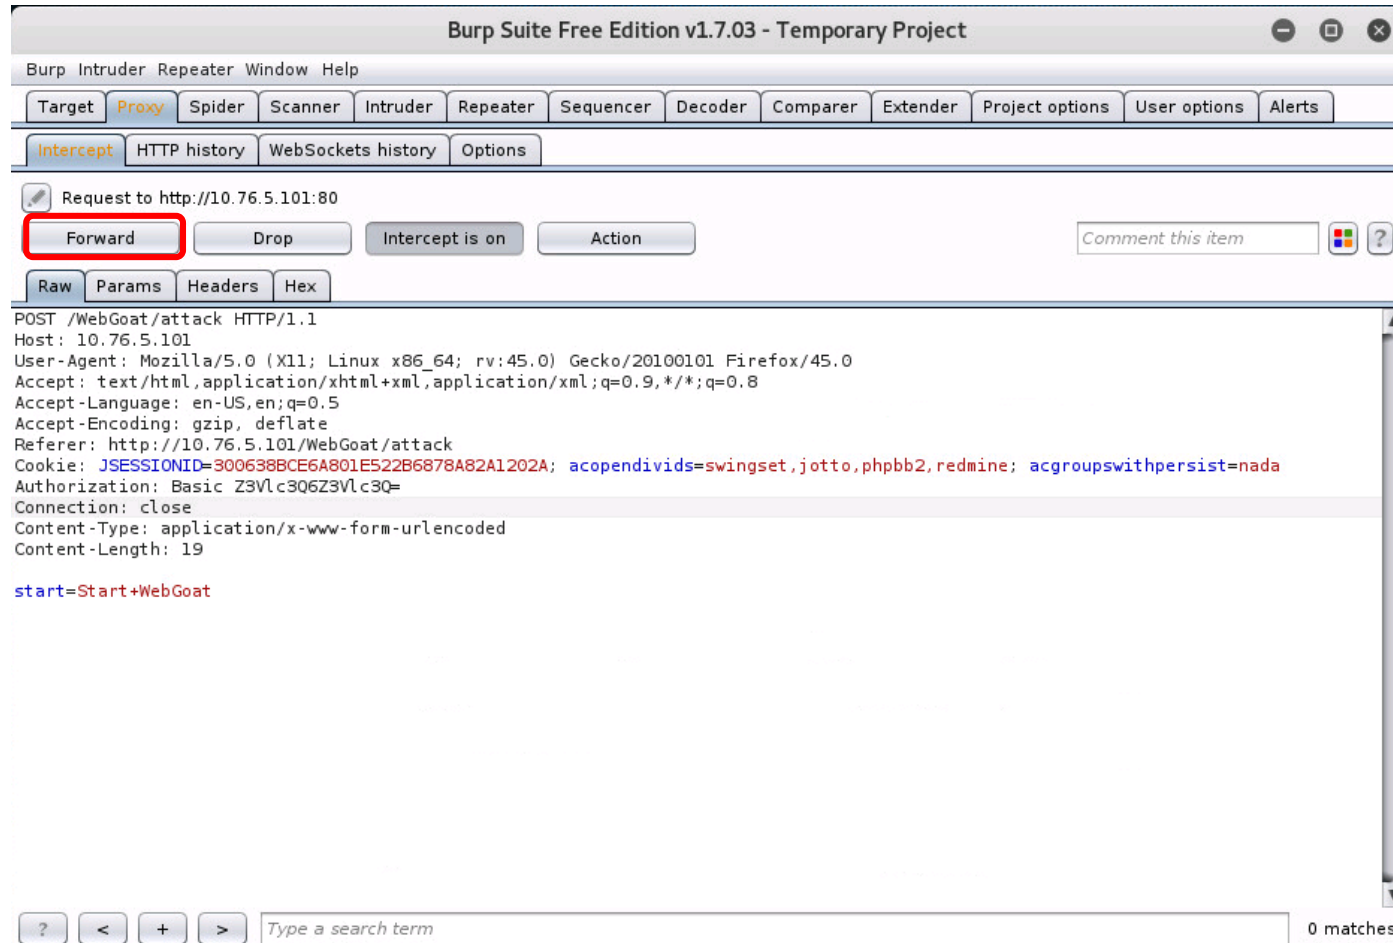 Burp Suite Free Edition v1.7.03 - Temporary Project
Burp Intruder Repeater Window Help
Target Proxy Spider Scanner Intruder Repeater Sequencer Decoder Comparer Extender Project options User options Alerts
Intercept HTTP history WebSockets history Options
Request to http://10.76.5.101:80
Forward Drop Intercept is on Action Comment this item ?
Raw Params Headers Hex
POST /WebGoat/attack HTTP/1.1
Host: 10.76.5.101
User-Agent: Mozilla/5.0 (X11; Linux x86_64; rv:45.0) Gecko/20100101 Firefox/45.0
Accept: text/html,application/xhtml+xml,application/xml;q=0.9,*/*;q=0.8
Accept-Language: en-US,en;q=0.5
Accept-Encoding: gzip, deflate
Referer: http://10.76.5.101/WebGoat/attack
Cookie: JSESSIONID=300638BCE6A801E522B6878A82A1202A; acopendivids=swingset,jotto,phpbb2,redmine; acgroupswithpersist=nada
Authorization: Basic Z3Vlc3Q6Z3Vlc3Q=
Connection: close
Content-Type: application/x-www-form-urlencoded
Content-Length: 19
start=Start+WebGoat
? < + > Type a search term 0 matches